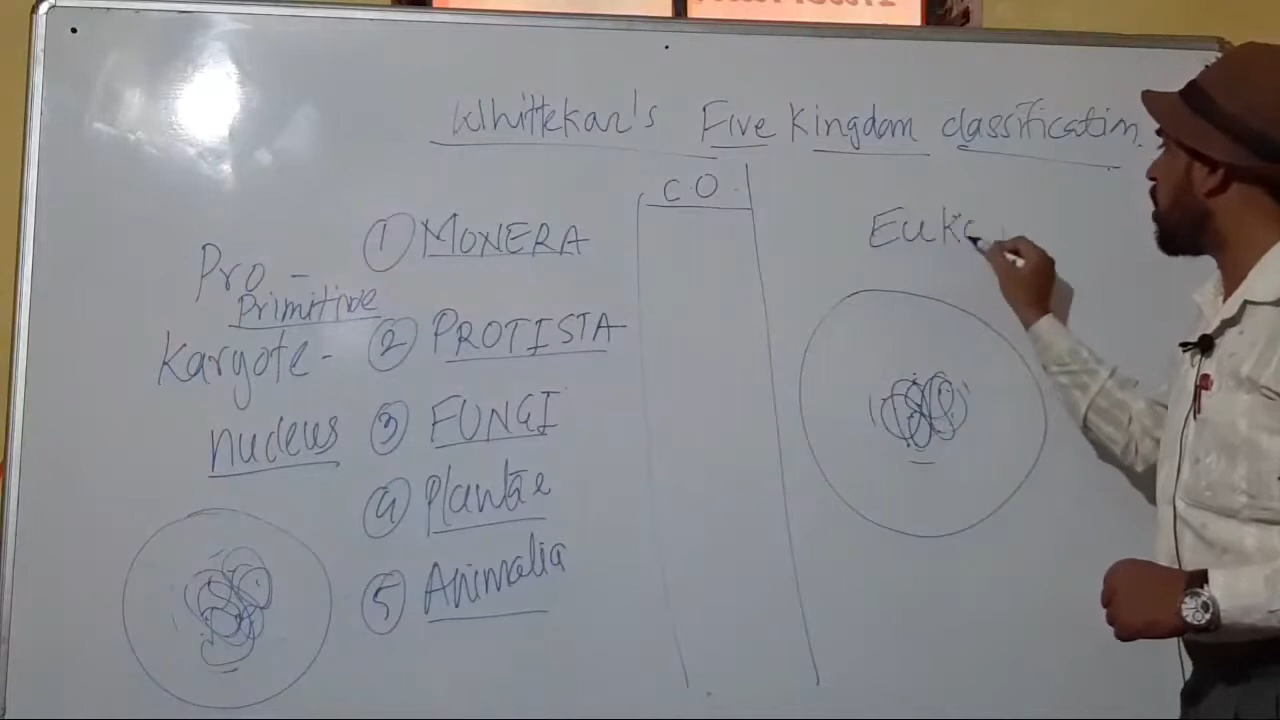 Whittekar's Five Kingdom classification.
C.O.
① MONERA
Euka
Pro -
Primitive
② PROTISTA
Karyote -
③ FUNGI
nucleus
④ Plantae
⑤ Animalia